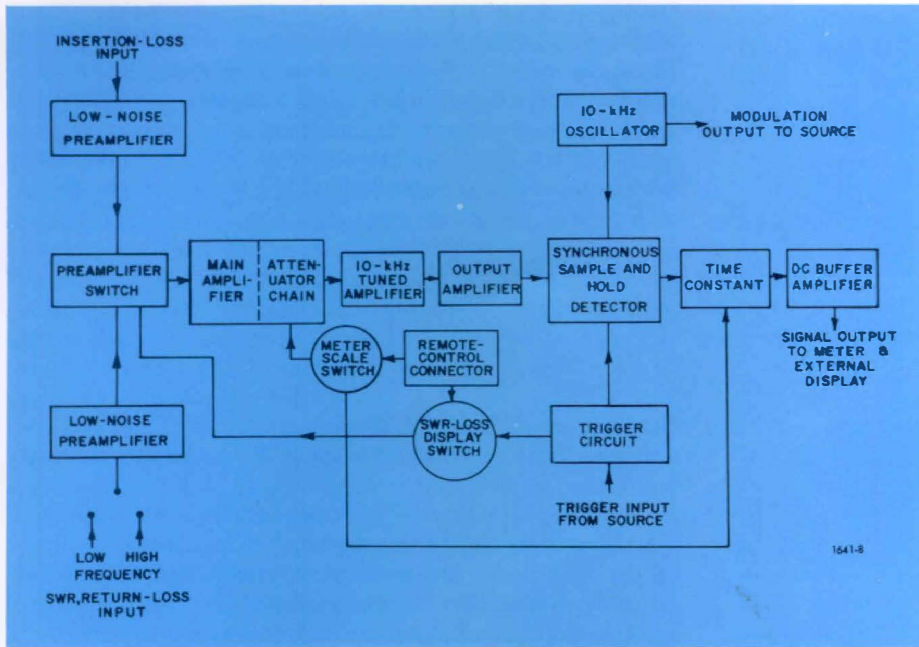 INSERTION-LOSS
INPUT
LOW-NOISE
PREAMPLIFIER
10-kHz
OSCILLATOR
MODULATION
OUTPUT TO SOURCE
PREAMPLIFIER
SWITCH
MAIN
AMPLI-
FIER
ATTEN-
UATOR
CHAIN
10-kHz
TUNED
AMPLIFIER
OUTPUT
AMPLIFIER
SYNCHRONOUS
SAMPLE AND
HOLD
DETECTOR
TIME
CONSTANT
DC BUFFER
AMPLIFIER
SIGNAL OUTPUT
TO METER &
EXTERNAL
DISPLAY
METER
SCALE
SWITCH
REMOTE-
CONTROL
CONNECTOR
LOW-NOISE
PREAMPLIFIER
SWR-LOSS
DISPLAY
SWITCH
TRIGGER
CIRCUIT
TRIGGER INPUT
FROM SOURCE
LOW HIGH
FREQUENCY
SWR,RETURN-LOSS
INPUT
1641-8